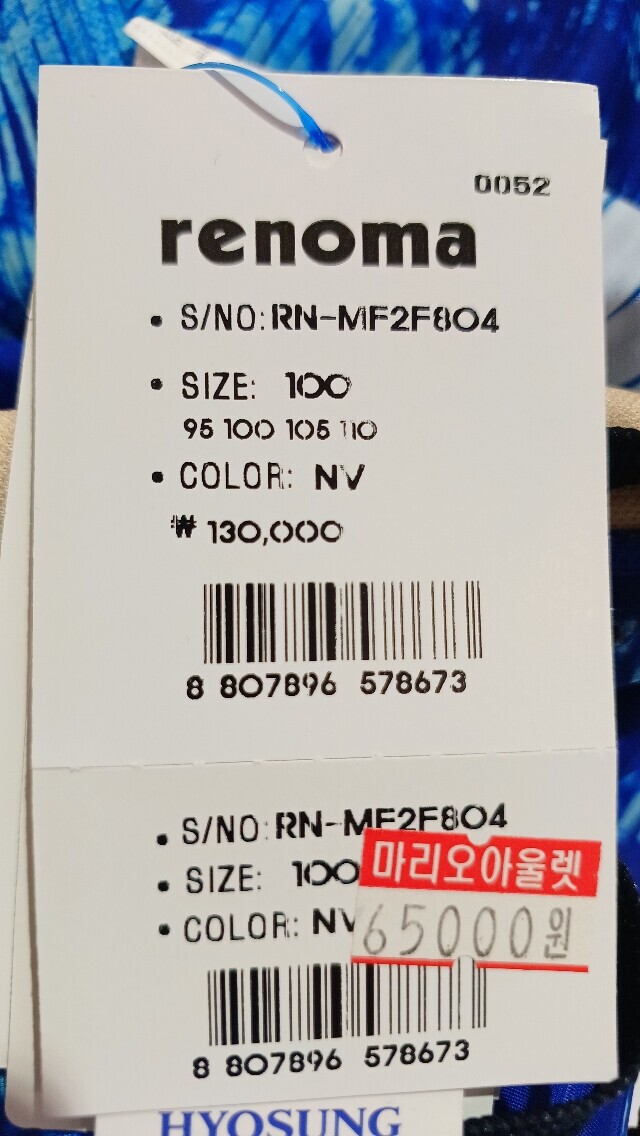 0052
renoma
• S/NO: RN-MF2F804
• SIZE: 100
95 100 105 110
• COLOR: NV
₩ 130,000
8 807896 578673
• S/NO: RN-MF2F804
• SIZE: 100
마리오아울렛
• COLOR: NV
65000원
8 807896 578673
HYOSUNG